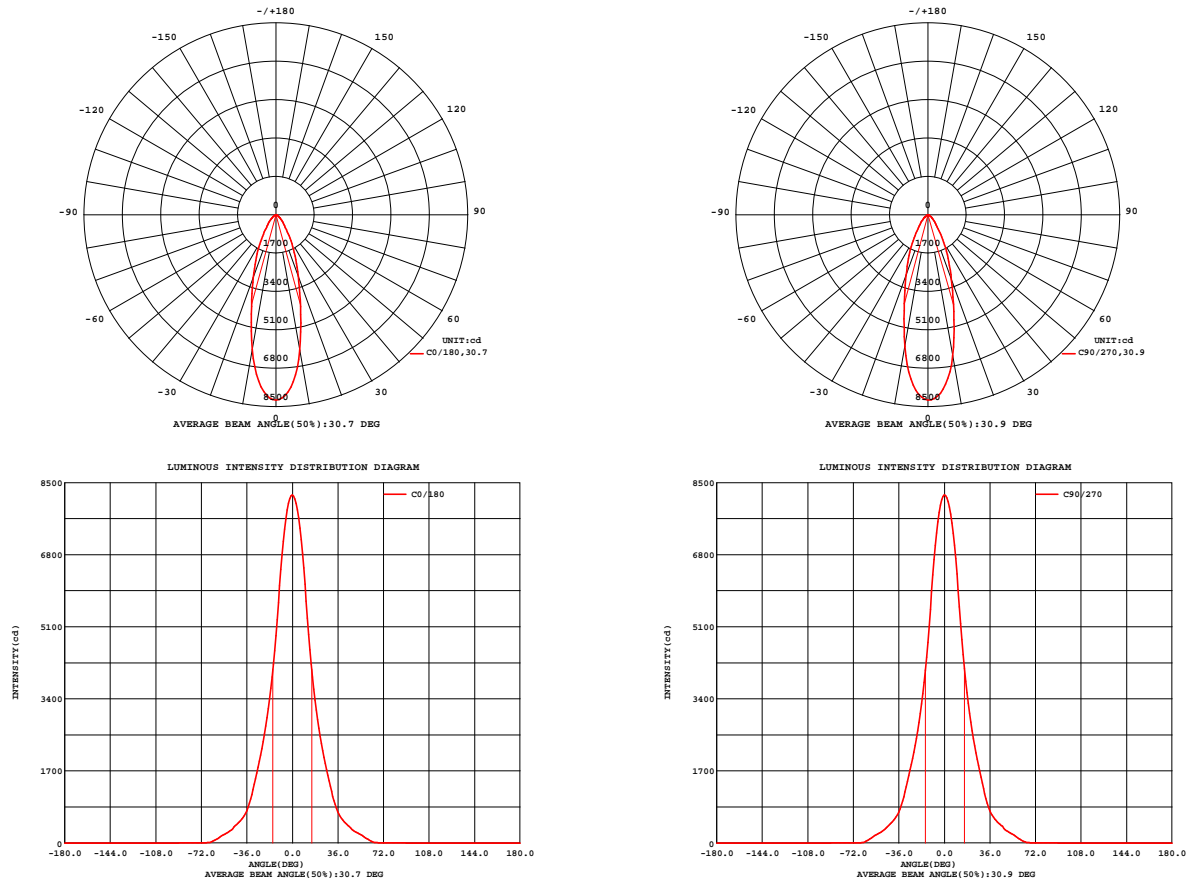 -/+180
-150 150
-120 120
-90 90
-60 60
-30 30
0
1700
3400
5100
6800
8500
0
UNIT:cd
C0/180,30.7
AVERAGE BEAM ANGLE(50%):30.7 DEG
-/+180
-150 150
-120 120
-90 90
-60 60
-30 30
0
1700
3400
5100
6800
8500
0
UNIT:cd
C90/270,30.9
AVERAGE BEAM ANGLE(50%):30.9 DEG
LUMINOUS INTENSITY DISTRIBUTION DIAGRAM
C0/180
INTENSITY(cd)
8500
6800
5100
3400
1700
0
-180.0 -144.0 -108.0 -72.0 -36.0 0.0 36.0 72.0 108.0 144.0 180.0
ANGLE(DEG)
AVERAGE BEAM ANGLE(50%):30.7 DEG
LUMINOUS INTENSITY DISTRIBUTION DIAGRAM
C90/270
INTENSITY(cd)
8500
6800
5100
3400
1700
0
-180.0 -144.0 -108.0 -72.0 -36.0 0.0 36.0 72.0 108.0 144.0 180.0
ANGLE(DEG)
AVERAGE BEAM ANGLE(50%):30.9 DEG